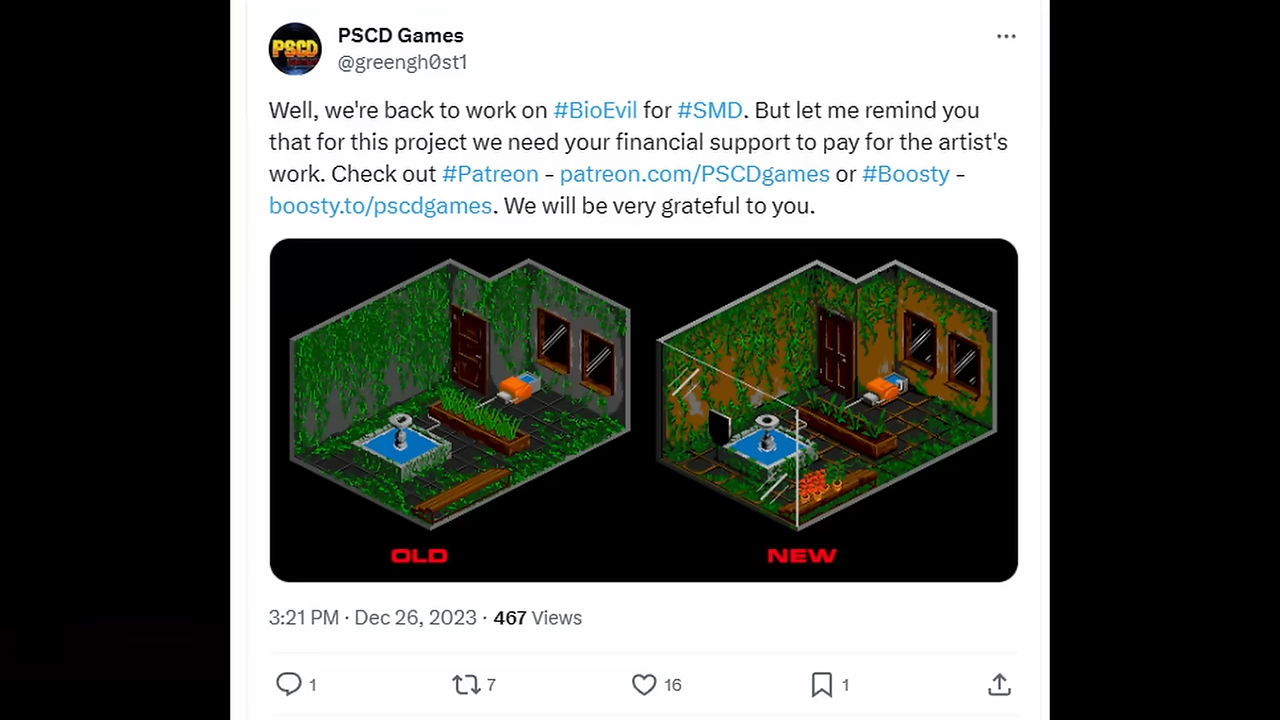 PSCD
PSCD Games
@greengh0st1
Well, we're back to work on #BioEvil for #SMD. But let me remind you
that for this project we need your financial support to pay for the artist's
work. Check out #Patreon - patreon.com/PSCDgames or #Boosty -
boosty.to/pscdgames. We will be very grateful to you.
OLD
NEW
3:21 PM · Dec 26, 2023 · 467 Views
1
7
16
1